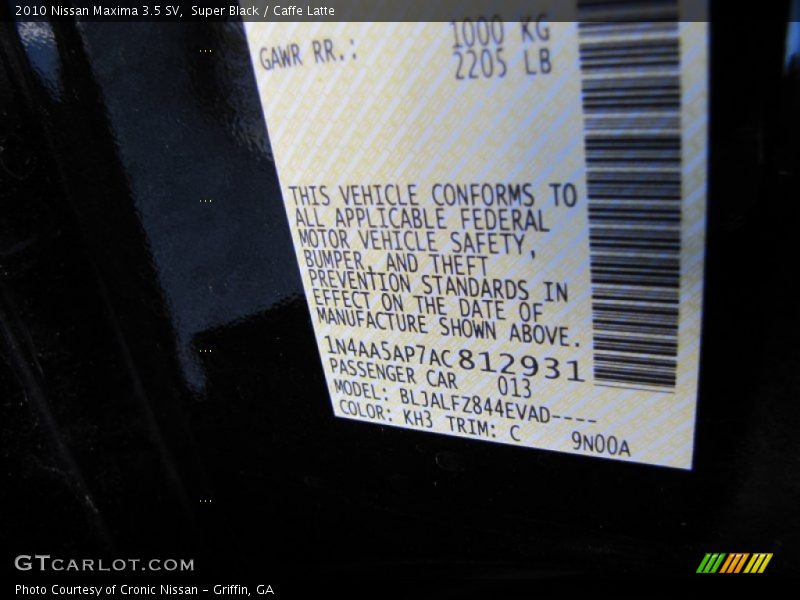 2010 Nissan Maxima 3.5 SV, Super Black / Caffe Latte
GAWR RR.: 1000 KG
2205 LB
THIS VEHICLE CONFORMS TO
ALL APPLICABLE FEDERAL
MOTOR VEHICLE SAFETY,
BUMPER, AND THEFT
PREVENTION STANDARDS IN
EFFECT ON THE DATE OF
MANUFACTURE SHOWN ABOVE.
1N4AA5AP7AC812931
PASSENGER CAR 013
MODEL: BLJALFZ844EVAD----
COLOR: KH3 TRIM: C 9N00A
GTCARLOT.COM
Photo Courtesy of Cronic Nissan - Griffin, GA